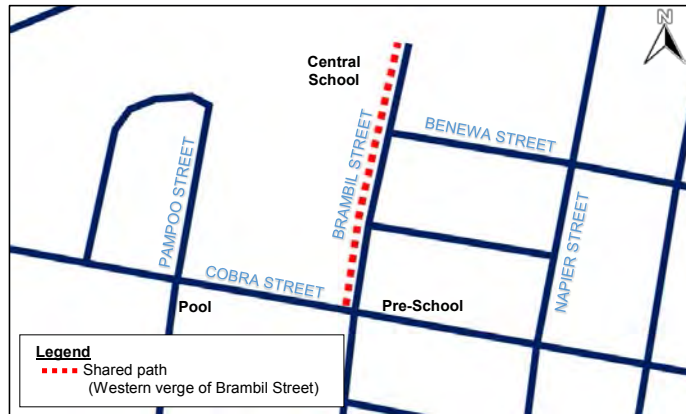 N
Central
School
BENEWA STREET
BRAMBIL STREET
PAMPOO STREET
NAPIER STREET
COBRA STREET
Pool
Pre-School
Legend
Shared path
(Western verge of Brambil Street)